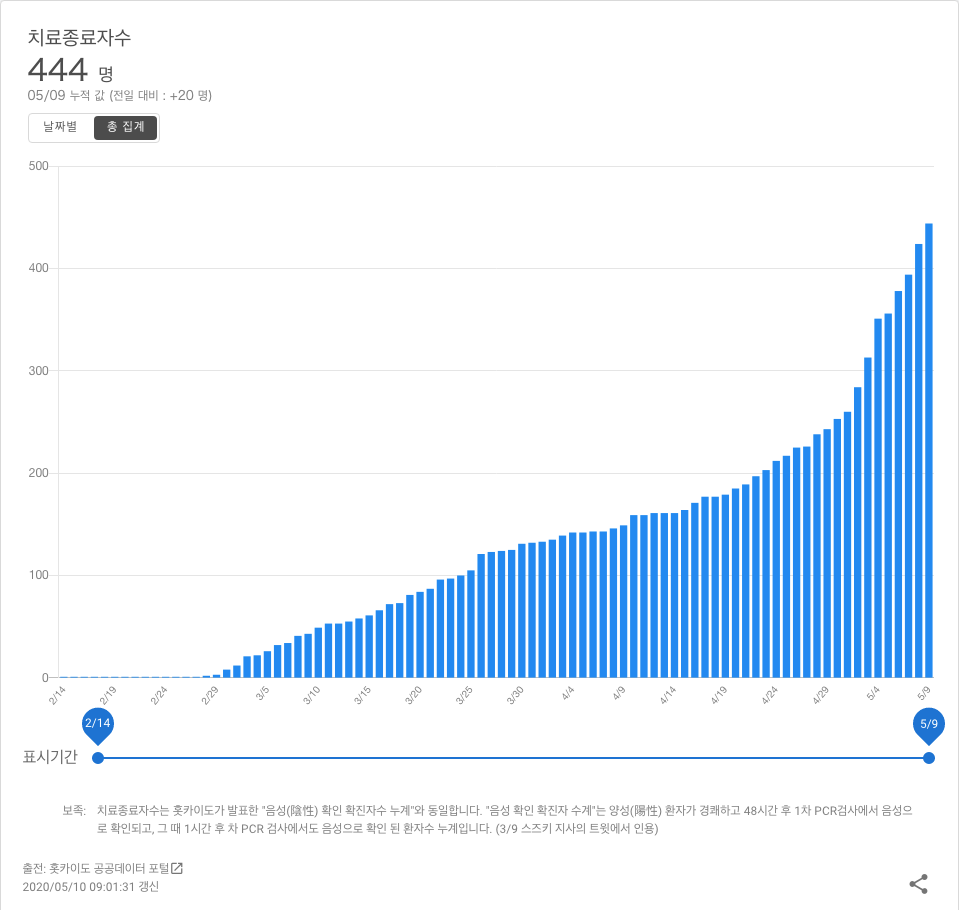 치료종료자수
444 명
05/09 누적 값 (전일 대비 : +20 명)
날짜별 총 집계
500
400
300
200
100
0
2/14 2/19 2/24 2/29 3/5 3/10 3/15 3/20 3/25 3/30 4/4 4/9 4/14 4/19 4/24 4/29 5/4 5/9
2/14 5/9
표시기간
보족: 치료종료자수는 홋카이도가 발표한 "음성(陰性) 확인 확진자수 누계"와 동일합니다. "음성 확인 확진자 수계"는 양성(陽性) 환자가 경쾌하고 48시간 후 1차 PCR검사에서 음성으
로 확인되고, 그 때 1시간 후 차 PCR 검사에서도 음성으로 확인 된 환자수 누계입니다. (3/9 스즈키 지사의 트윗에서 인용)
출전: 홋카이도 공공데이터 포털
2020/05/10 09:01:31 갱신